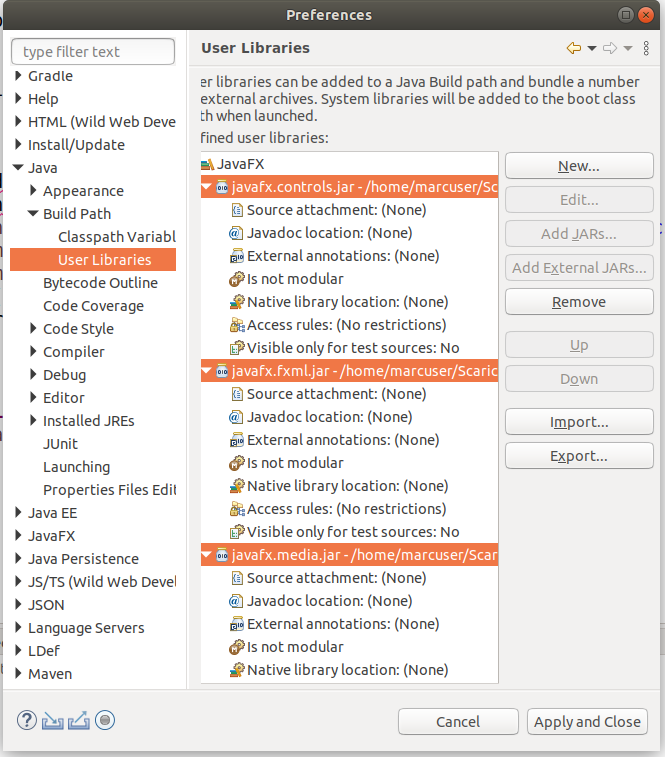 Preferences
type filter text
Gradle
Help
HTML (Wild Web Deve
Install/Update
Java
Appearance
Build Path
Classpath Variabl
User Libraries
Bytecode Outline
Code Coverage
Code Style
Compiler
Debug
Editor
Installed JREs
JUnit
Launching
Properties Files Edit
Java EE
JavaFX
Java Persistence
JS/TS (Wild Web Devel
JSON
Language Servers
LDef
Maven
User Libraries
er libraries can be added to a Java Build path and bundle a number
external archives. System libraries will be added to the boot class
th when launched.
fined user libraries:
JavaFX
javafx.controls.jar - /home/marcuser/Sc
Source attachment: (None)
Javadoc location: (None)
External annotations: (None)
Is not modular
Native library location: (None)
Access rules: (No restrictions)
Visible only for test sources: No
javafx.fxml.jar - /home/marcuser/Scaric
Source attachment: (None)
Javadoc location: (None)
External annotations: (None)
Is not modular
Native library location: (None)
Access rules: (No restrictions)
Visible only for test sources: No
javafx.media.jar - /home/marcuser/Scar
Source attachment: (None)
Javadoc location: (None)
External annotations: (None)
Is not modular
Native library location: (None)
New...
Edit...
Add JARs...
Add External JARs...
Remove
Up
Down
Import...
Export...
Cancel
Apply and Close